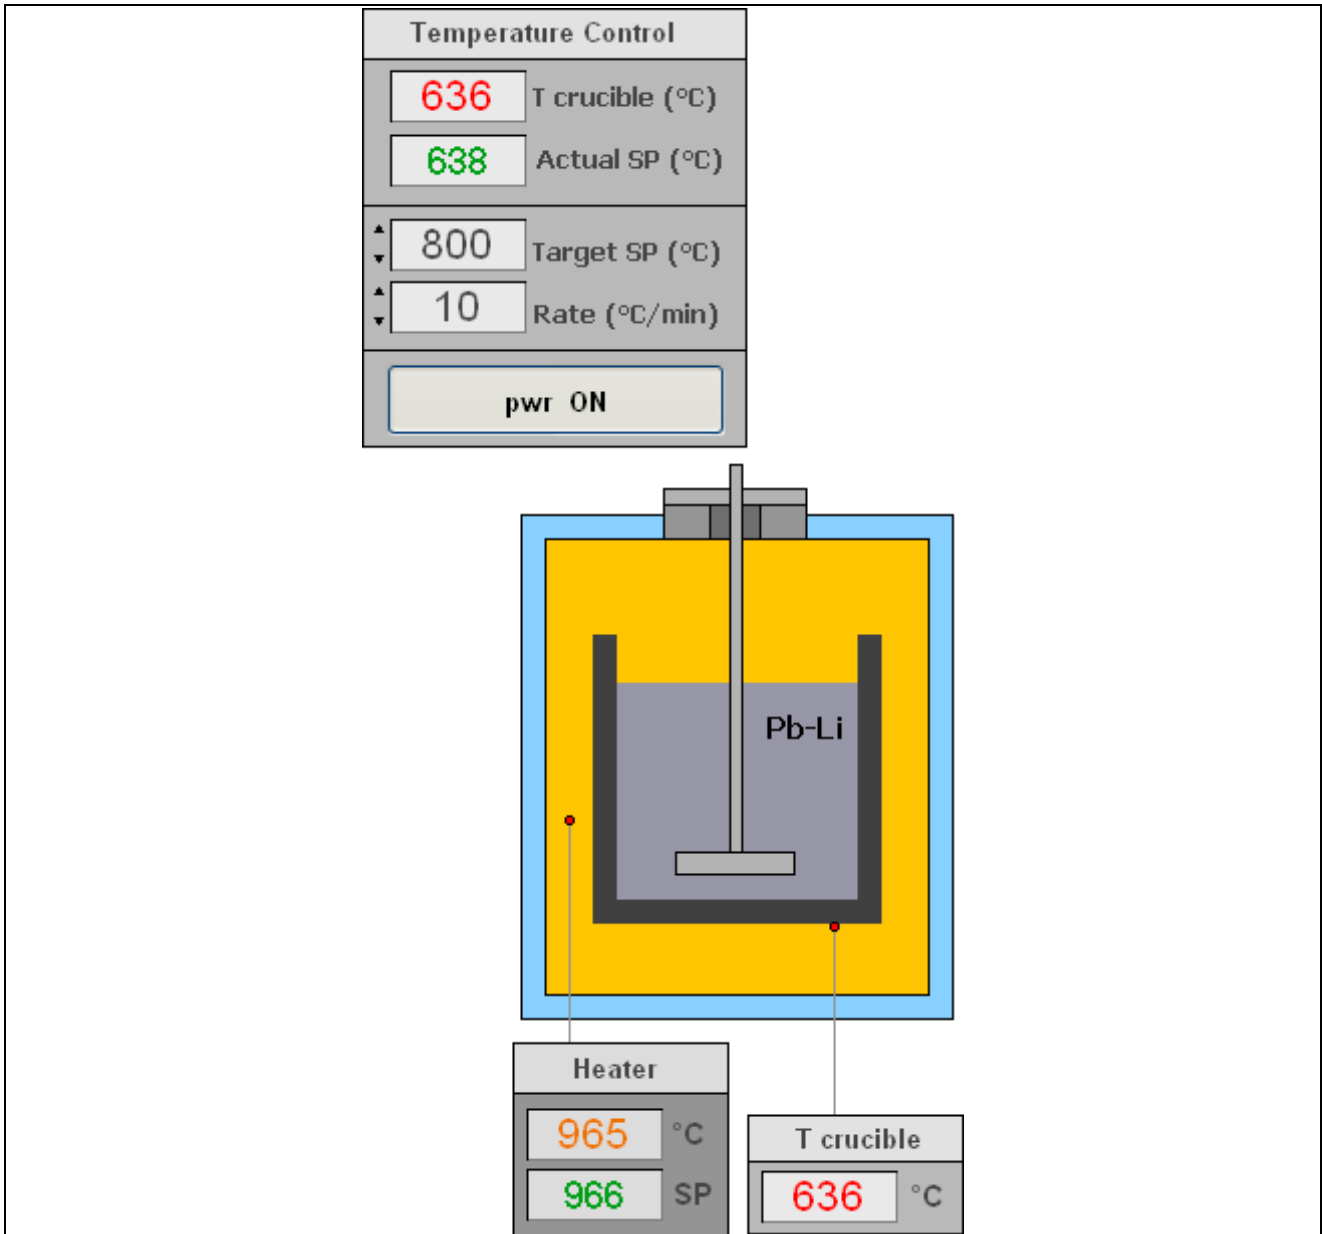 Temperature Control
636 T crucible (°C)
638 Actual SP (°C)
800 Target SP (°C)
10 Rate (°C/min)
pwr ON
Pb-Li
Heater
965 °C
966 SP
T crucible
636 °C